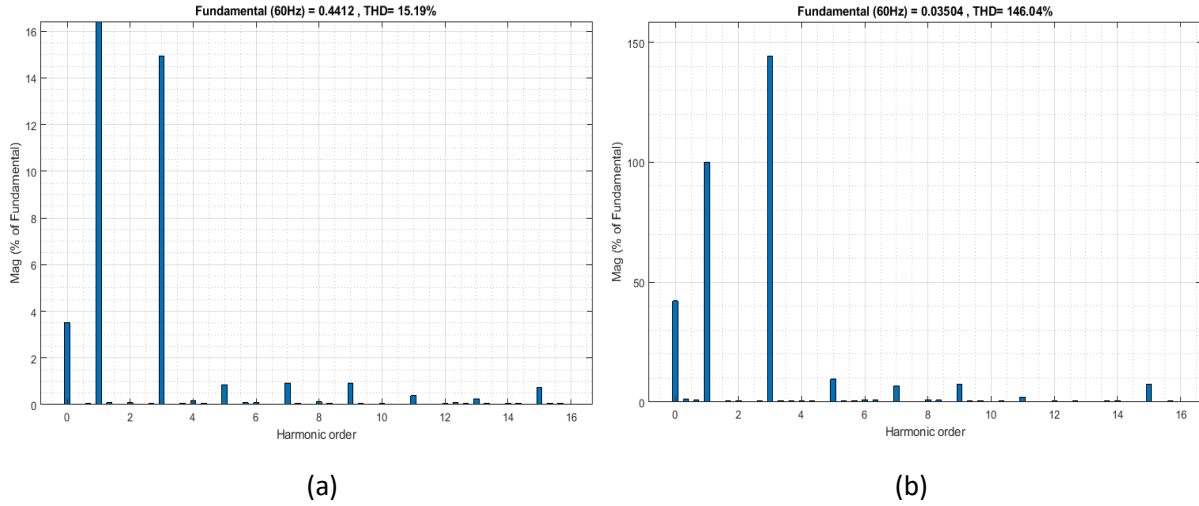 Fundamental (60Hz) = 0.4412 , THD= 15.19%
Mag (% of Fundamental)
16
14
12
10
8
6
4
2
0
0 2 4 6 8 10 12 14 16
Harmonic order
(a)
Fundamental (60Hz) = 0.03504 , THD= 146.04%
Mag (% of Fundamental)
150
100
50
0
0 2 4 6 8 10 12 14 16
Harmonic order
(b)